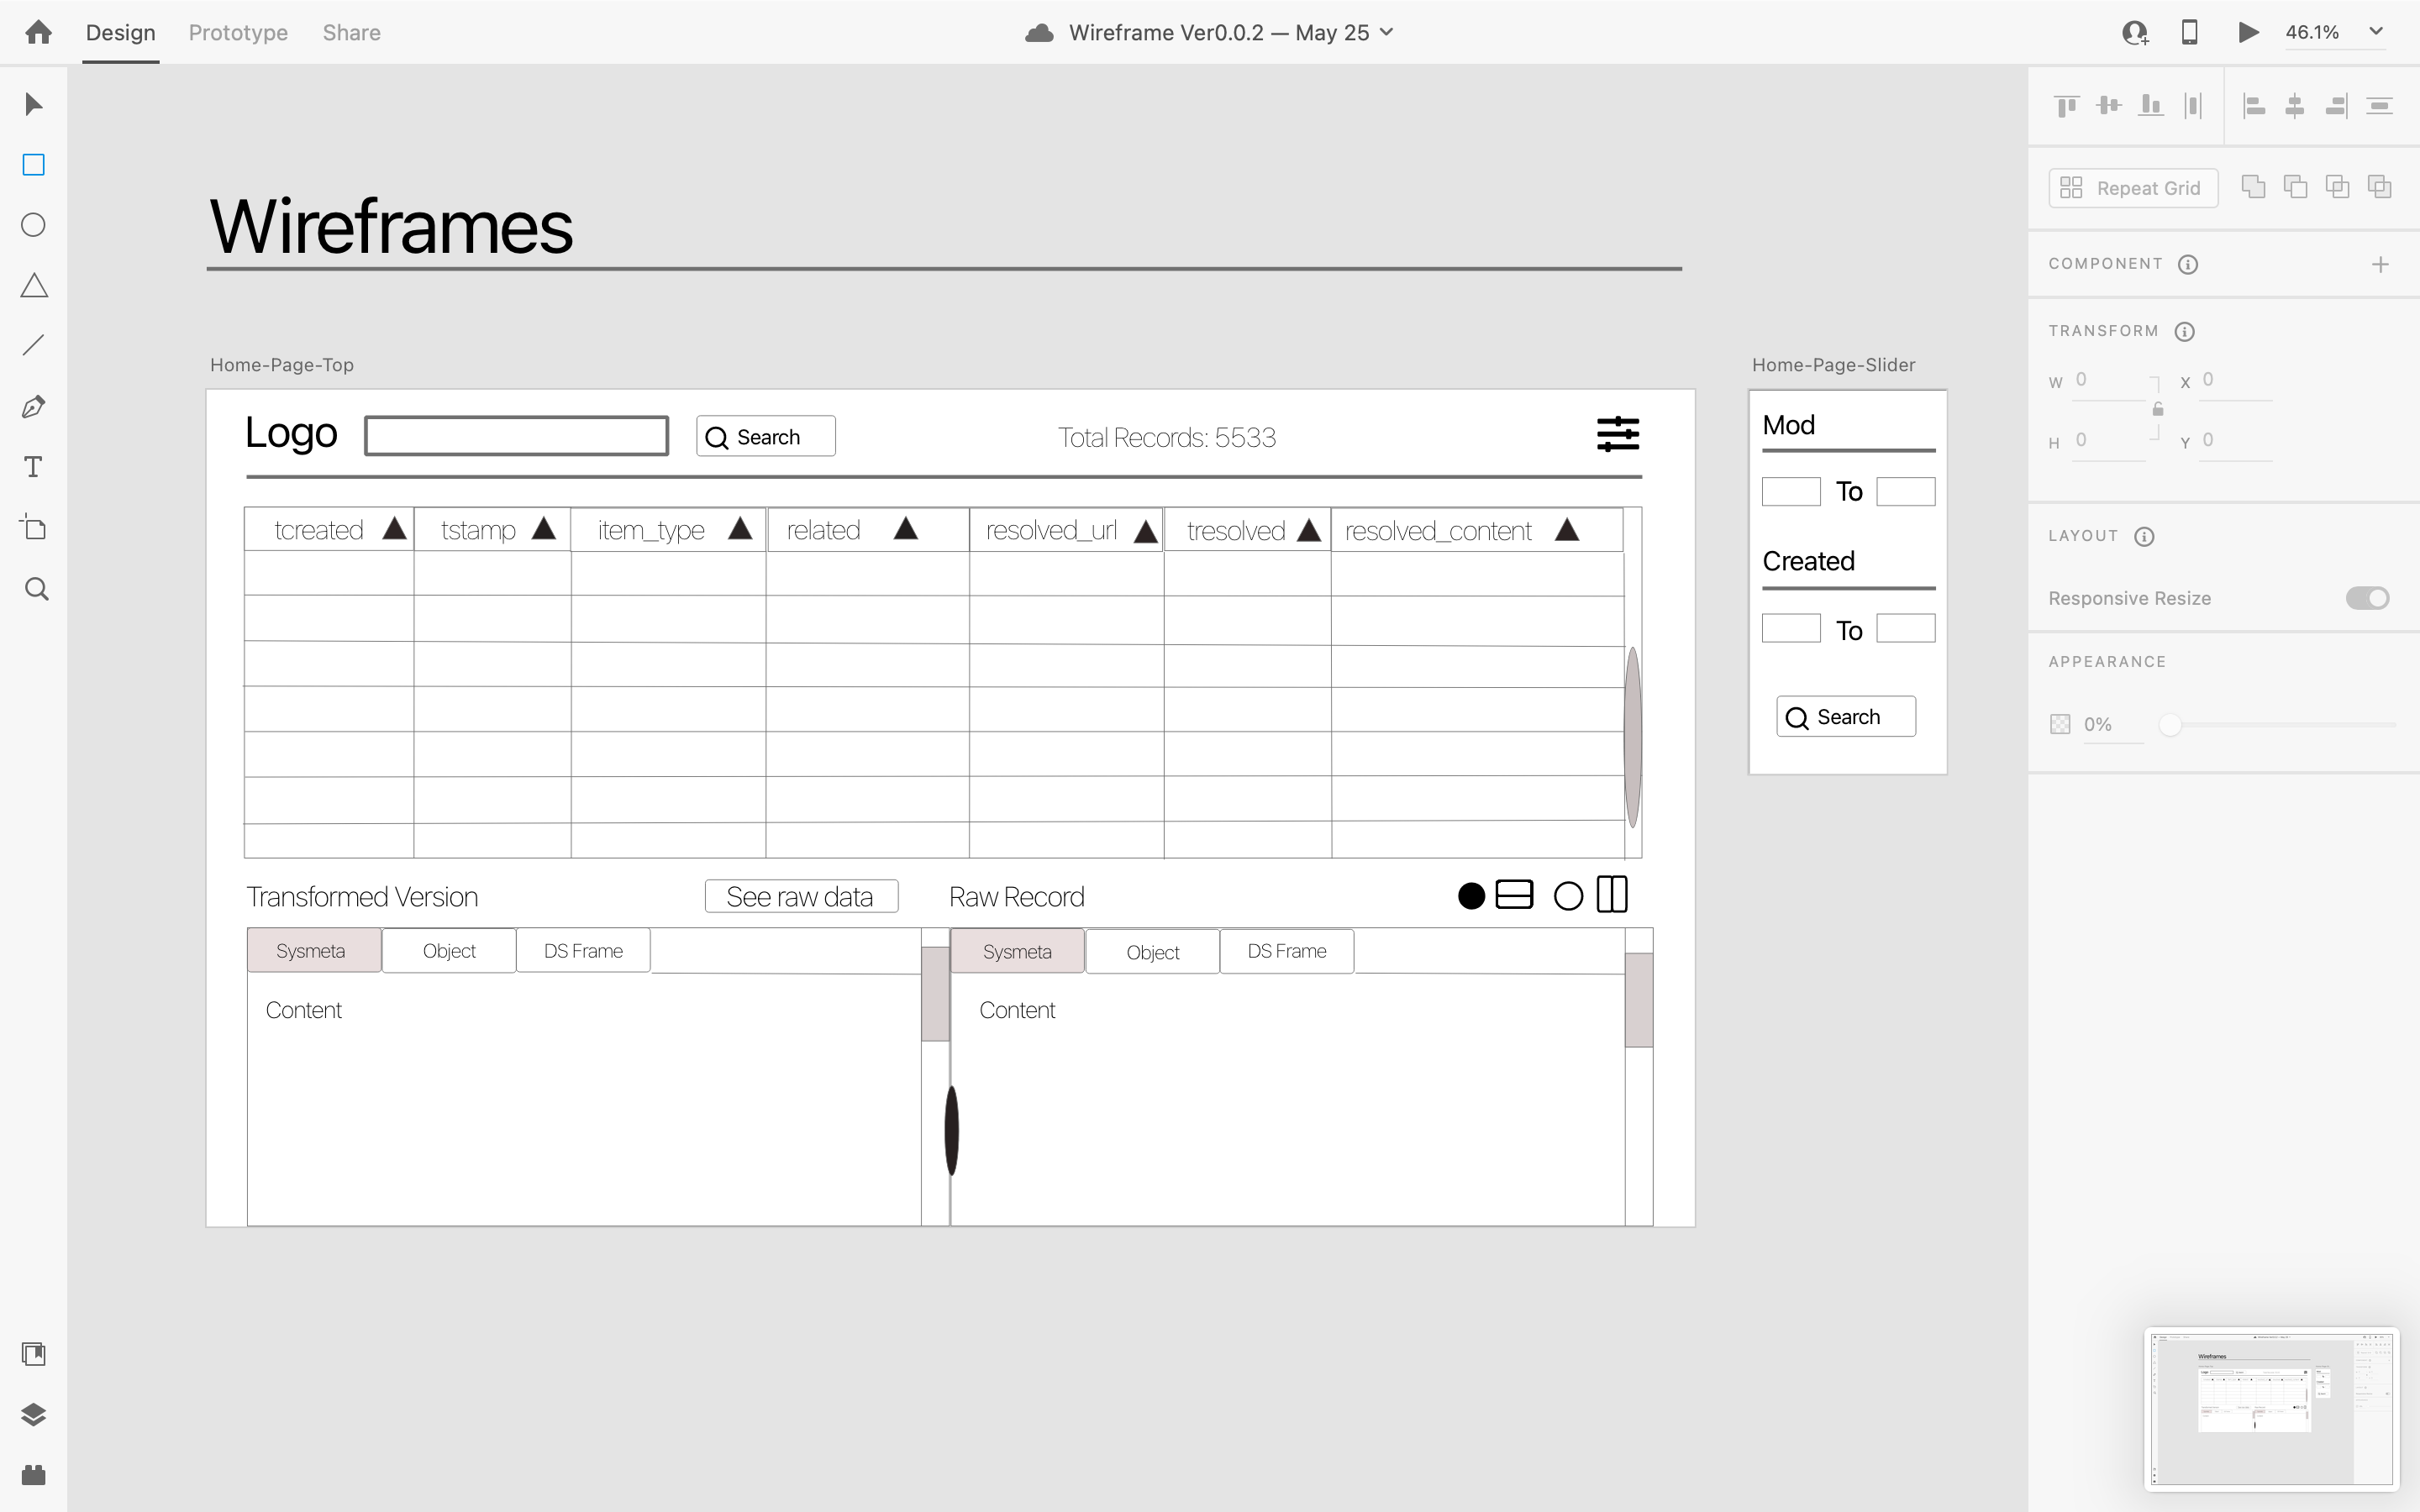 Design Prototype Share Wireframe Ver0.0.2 — May 25 46.1%
Wireframes
Home-Page-Top
Logo Search Total Records: 5533
tcreated tstamp item_type related resolved_url tresolved resolved_content
Transformed Version See raw data Raw Record
Sysmeta Object DS Frame Sysmeta Object DS Frame
Content Content
Home-Page-Slider
Mod
To
Created
To
Search
Repeat Grid
COMPONENT
TRANSFORM
W 0 X 0
H 0 Y 0
LAYOUT
Responsive Resize
APPEARANCE
0%
Wireframes